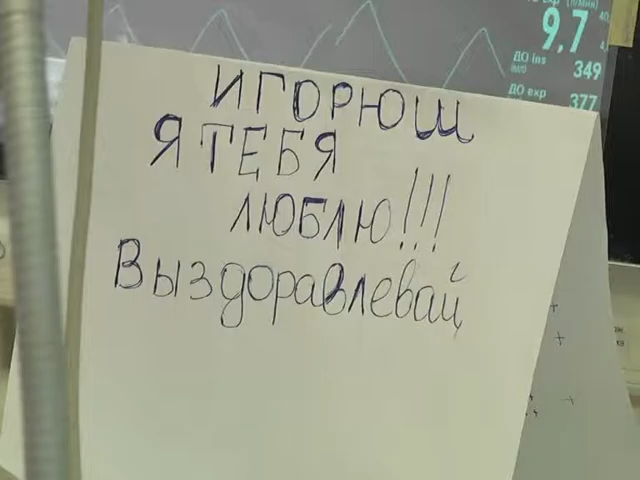 9,7
ДО ins
349
ДО exp
377
ИГОРЮШ
Я ТЕБЯ
ЛЮБЛЮ!!!
Выздоравлевай